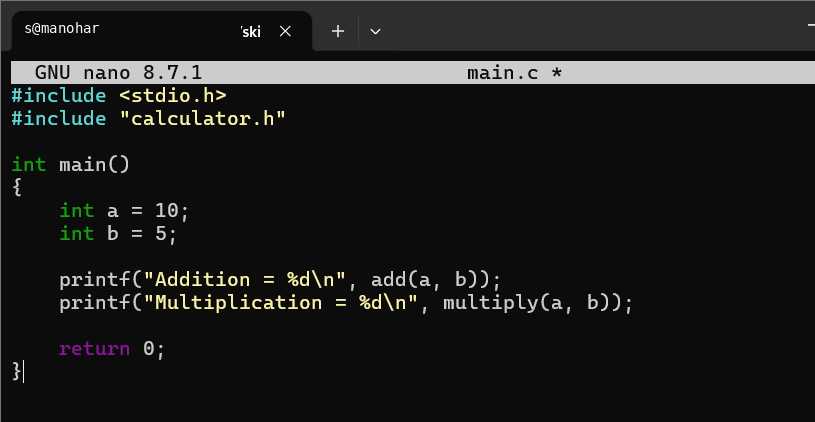 s@manohar
GNU nano 8.7.1 main.c *
#include <stdio.h>
#include "calculator.h"
int main()
{
    int a = 10;
    int b = 5;
    printf("Addition = %d\n", add(a, b));
    printf("Multiplication = %d\n", multiply(a, b));
    return 0;
}